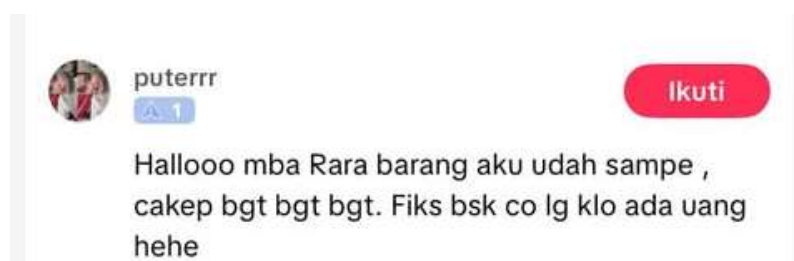 puterrr
Ikuti
1
Hallooo mba Rara barang aku udah sampe ,
cakep bgt bgt bgt. Fiks bsk co lg klo ada uang
hehe